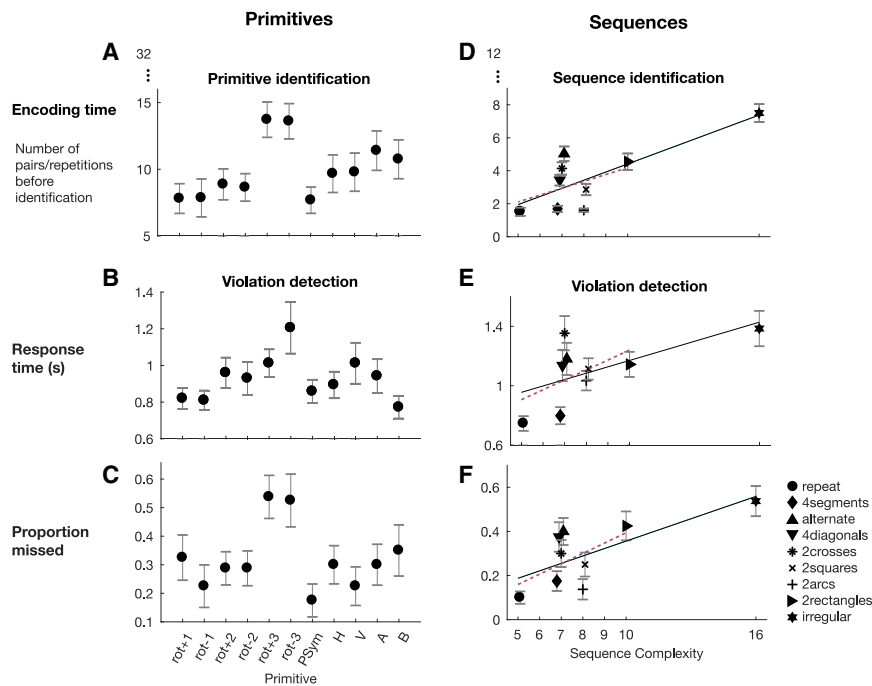 Primitives
Sequences
A
32
Primitive identification
Encoding time
Number of
pairs/repetitions
before
identification
15
10
5
D
12
Sequence identification
8
6
4
2
0
B
Violation detection
Response
time (s)
1.4
1.2
1
0.8
0.6
E
Violation detection
1.4
1
0.6
C
Proportion
missed
0.6
0.5
0.4
0.3
0.2
0.1
rot+1
rot-1
rot+2
rot-2
rot+3
rot-3
PSym
H
V
A
B
Primitive
F
0.6
0.4
0.2
0
5 6 7 8 9 10 16
Sequence Complexity
repeat
4segments
alternate
4diagonals
2crosses
2squares
2arcs
2rectangles
irregular